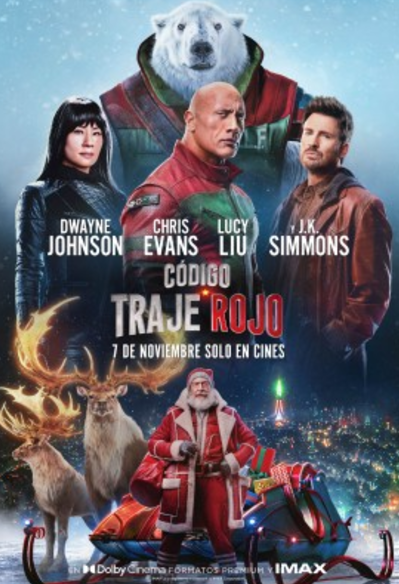 DWAYNE JOHNSON
CHRIS EVANS
LUCY LIU
Y J.K. SIMMONS
CÓDIGO
TRAJE ROJO
7 DE NOVIEMBRE SOLO EN CINES
EN Dolby Cinema FORMATOS PREMIUM Y IMAX